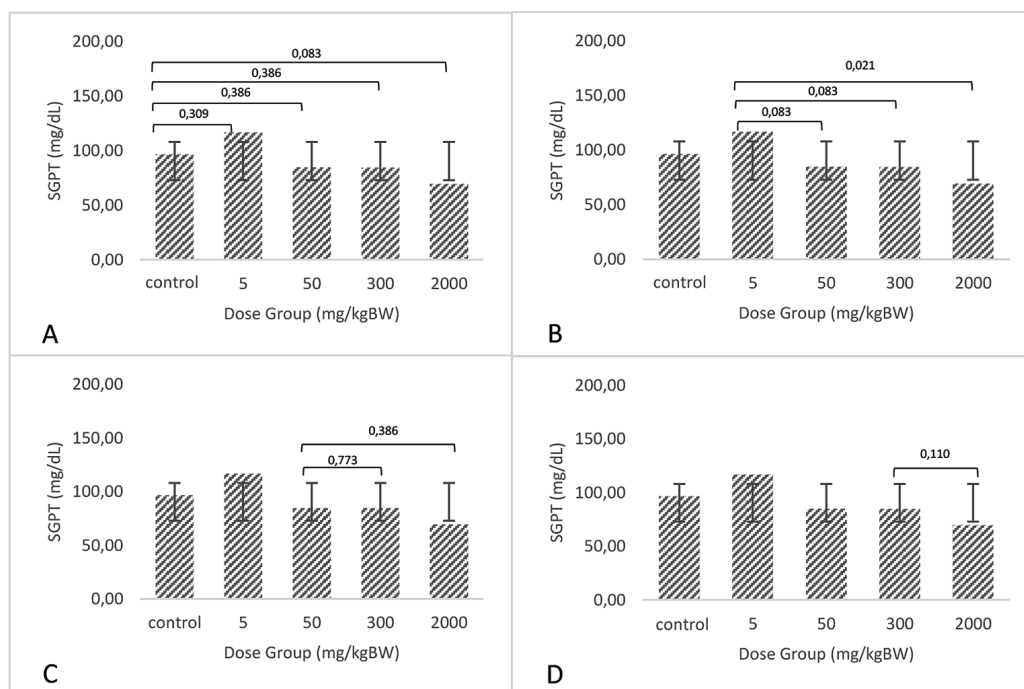 200,00
150,00
100,00
50,00
0,00
SGPT (mg/dL)
0,083
0,386
0,386
0,309
control 5 50 300 2000
Dose Group (mg/kgBW)
A
200,00
150,00
100,00
50,00
0,00
SGPT (mg/dL)
0,021
0,083
0,083
control 5 50 300 2000
Dose Group (mg/kgBW)
B
200,00
150,00
100,00
50,00
0,00
SGPT (mg/dL)
0,386
0,773
control 5 50 300 2000
Dose Group (mg/kgBW)
C
200,00
150,00
100,00
50,00
0,00
SGPT (mg/dL)
0,110
control 5 50 300 2000
Dose Group (mg/kgBW)
D